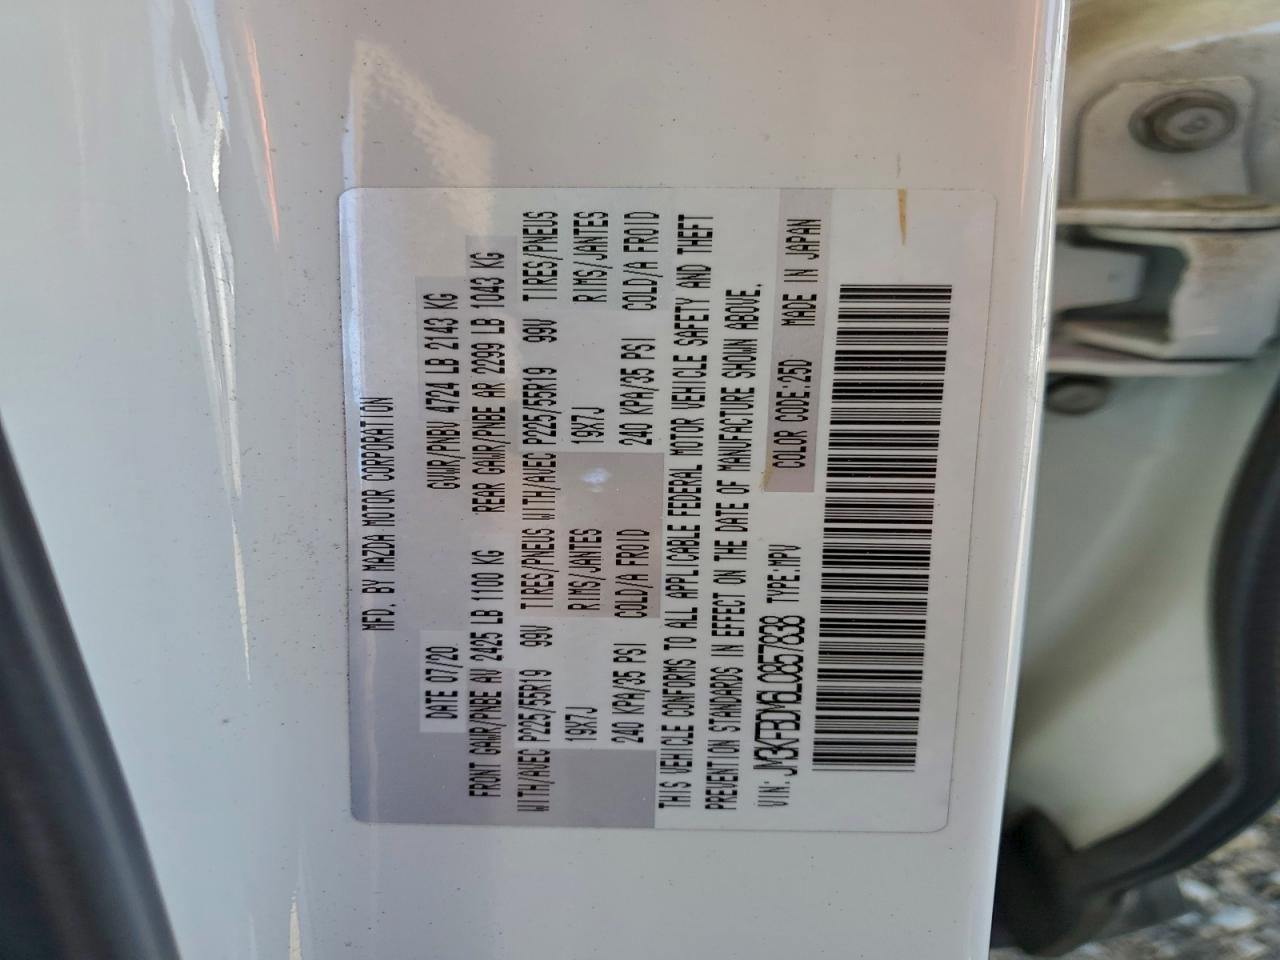 MFD. BY MAZDA MOTOR CORPORATION
DATE 07/20 GVWR/PNBV 4724 LB 2143 KG
FRONT GAWR/PNBE AV 2425 LB 1100 KG REAR GAWR/PNBE AR 2299 LB 1043 KG
WITH/AVEC P225/55R19 99V TIRES/PNEUS WITH/AVEC P225/55R19 99V TIRES/PNEUS
19X7J RIMS/JANTES 19X7J RIMS/JANTES
240 KPA/35 PSI COLD/A FROID 240 KPA/35 PSI COLD/A FROID
THIS VEHICLE CONFORMS TO ALL APPLICABLE FEDERAL MOTOR VEHICLE SAFETY AND THEFT
PREVENTION STANDARDS IN EFFECT ON THE DATE OF MANUFACTURE SHOWN ABOVE.
VIN: JM3KFBDM6L0857838 TYPE:MPV COLOR CODE:25D MADE IN JAPAN